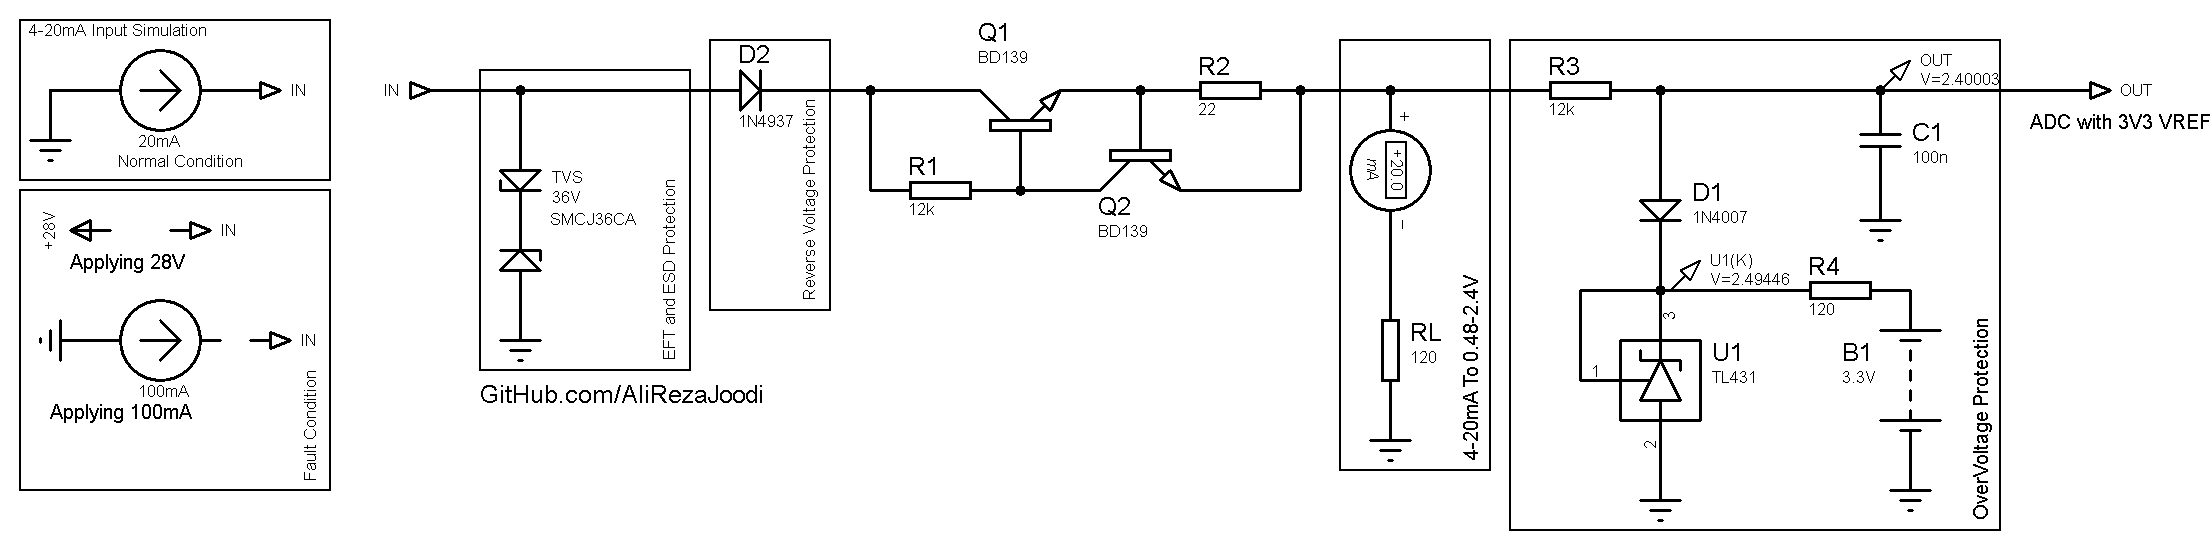 4-20mA Input Simulation
IN
20mA
Normal Condition
+28V
IN
Applying 28V
IN
100mA
Applying 100mA
Fault Condition
IN
TVS
36V
SMCJ36CA
EFT and ESD Protection
GitHub.com/AliRezaJoodi
D2
1N4937
Reverse Voltage Protection
Q1
BD139
R1
12k
R2
22
Q2
BD139
+
+20.0
mA
−
RL
120
4-20mA To 0.48-2.4V
R3
12k
D1
1N4007
U1(K)
V=2.49446
R4
120
3
1
2
U1
TL431
B1
3.3V
OUT
V=2.40003
C1
100n
OverVoltage Protection
OUT
ADC with 3V3 VREF